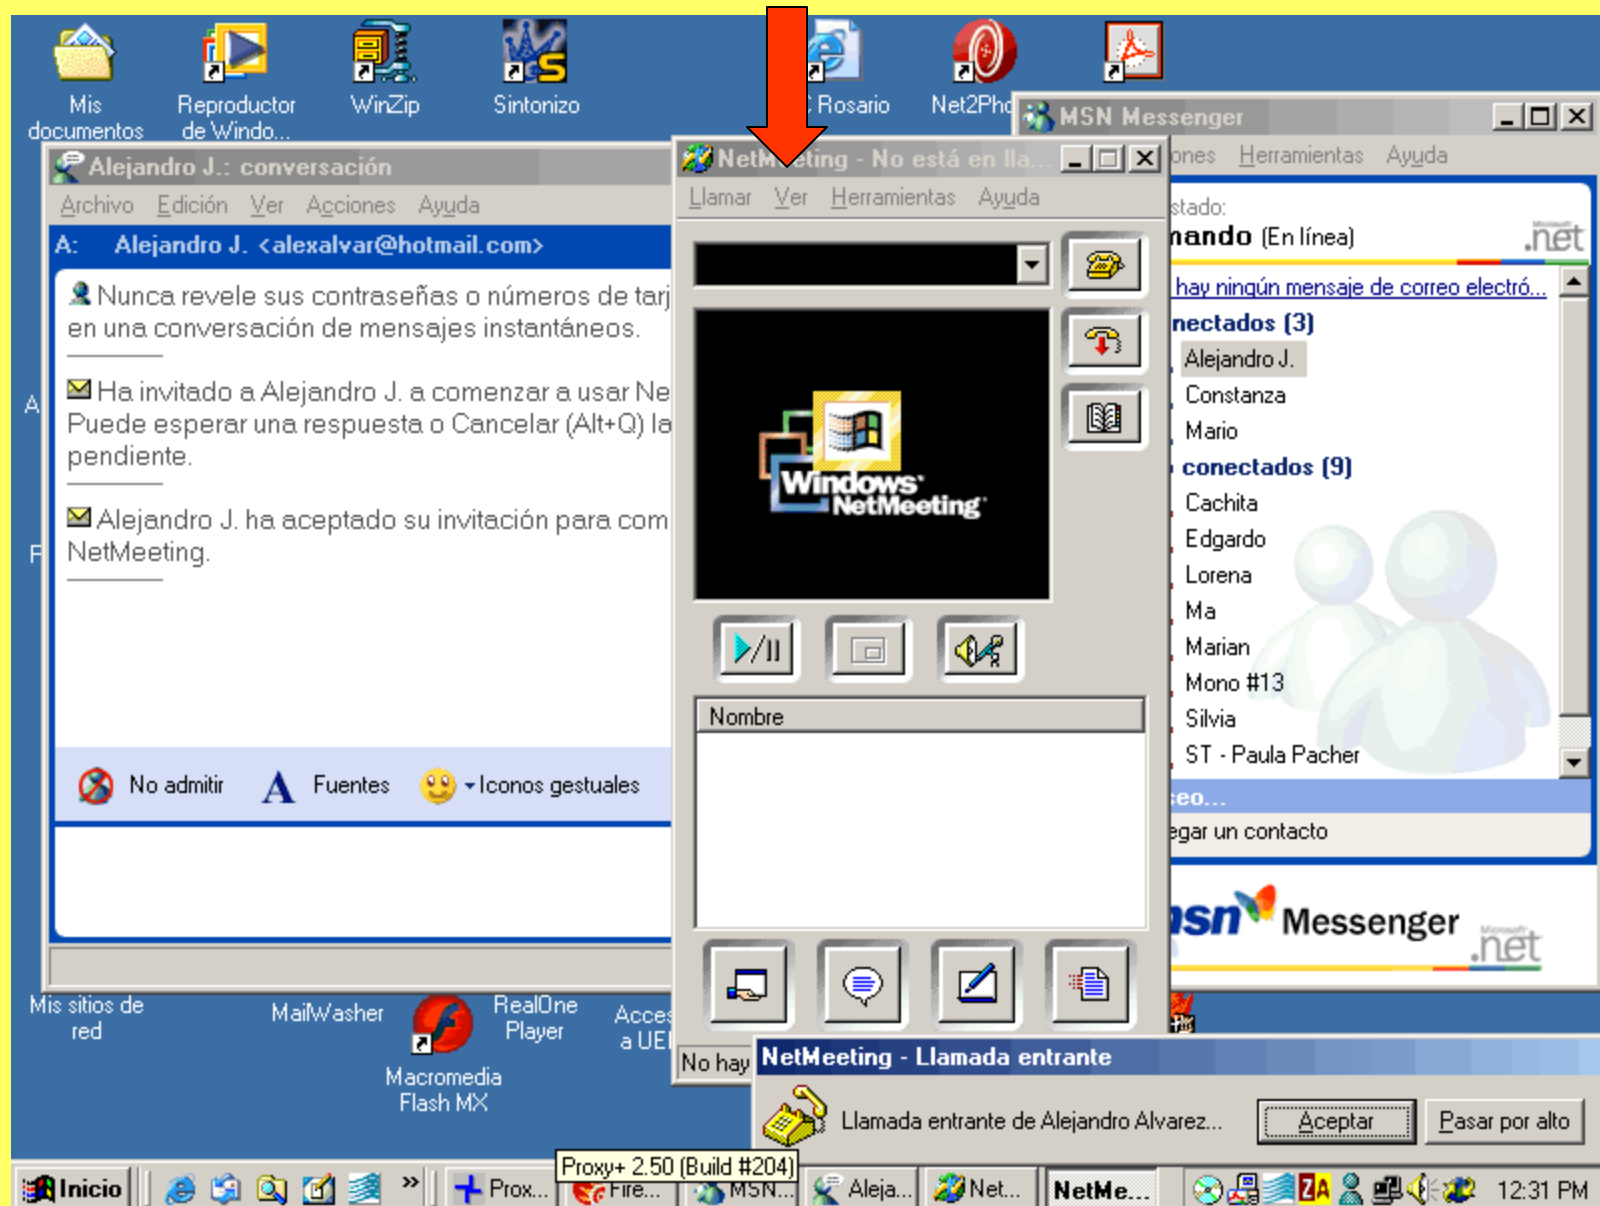 Mis
documentos
Reproductor
de Windo...
WinZip
Sintonizo
Rosario
MSN Messenger
Alejandro J.: conversación
Archivo Edición Ver Acciones Ayuda
A: Alejandro J. <alexalvar@hotmail.com>
Nunca revele sus contraseñas o números de tarj
en una conversación de mensajes instantáneos.
Ha invitado a Alejandro J. a comenzar a usar Ne
Puede esperar una respuesta o Cancelar (Alt+Q) la
pendiente.
Alejandro J. ha aceptado su invitación para com
NetMeeting.
No admitir
A Fuentes
Iconos gestuales
NetMeeting - No está en lla...
Llamar Ver Herramientas Ayuda
Windows
NetMeeting
Nombre
No hay
Herramientas Ayuda
(En línea)
Microsoft
.net
hay ningún mensaje de correo electró...
nectados (3)
Alejandro J.
Constanza
Mario
conectados (9)
Cachita
Edgardo
Lorena
Ma
Marian
Mono #13
Silvia
ST - Paula Pacher
egar un contacto
msn Messenger
Microsoft
.net
Mis sitios de
red
MailWasher
RealOne
Player
Macromedia
Flash MX
NetMeeting - Llamada entrante
Llamada entrante de Alejandro Alvarez...
Aceptar
Pasar por alto
Proxy+ 2.50 (Build #204)
Inicio
Prox...
Fire...
MSN...
Aleja...
Net...
NetMe...
ZA
12:31 PM